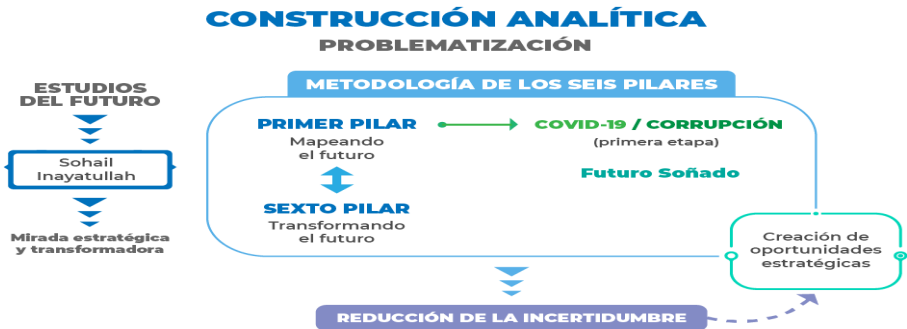 CONSTRUCCIÓN ANALÍTICA
PROBLEMATIZACIÓN
ESTUDIOS
DEL FUTURO
Sohail
Inayatullah
Mirada estratégica
y transformadora
METODOLOGÍA DE LOS SEIS PILARES
PRIMER PILAR
Mapeando
el futuro
SEXTO PILAR
Transformando
el futuro
COVID-19 / CORRUPCIÓN
(primera etapa)
Futuro Soñado
Creación de
oportunidades
estratégicas
REDUCCIÓN DE LA INCERTIDUMBRE